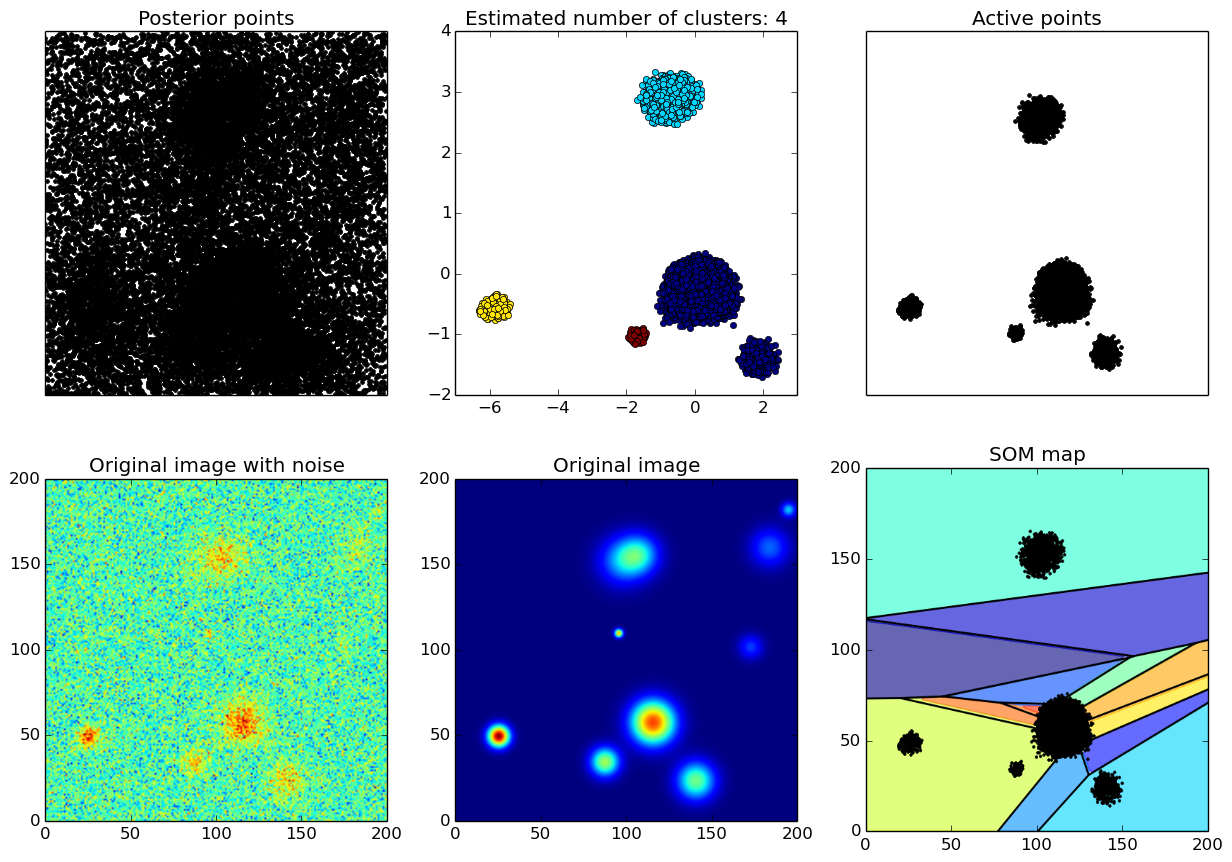 Posterior points
Estimated number of clusters: 4
Active points
4
3
2
1
0
−1
−2
−6 −4 −2 0 2
Original image with noise
Original image
SOM map
200
150
100
50
0
0 50 100 150 200
200
150
100
50
0
0 50 100 150 200
200
150
100
50
0
0 50 100 150 200